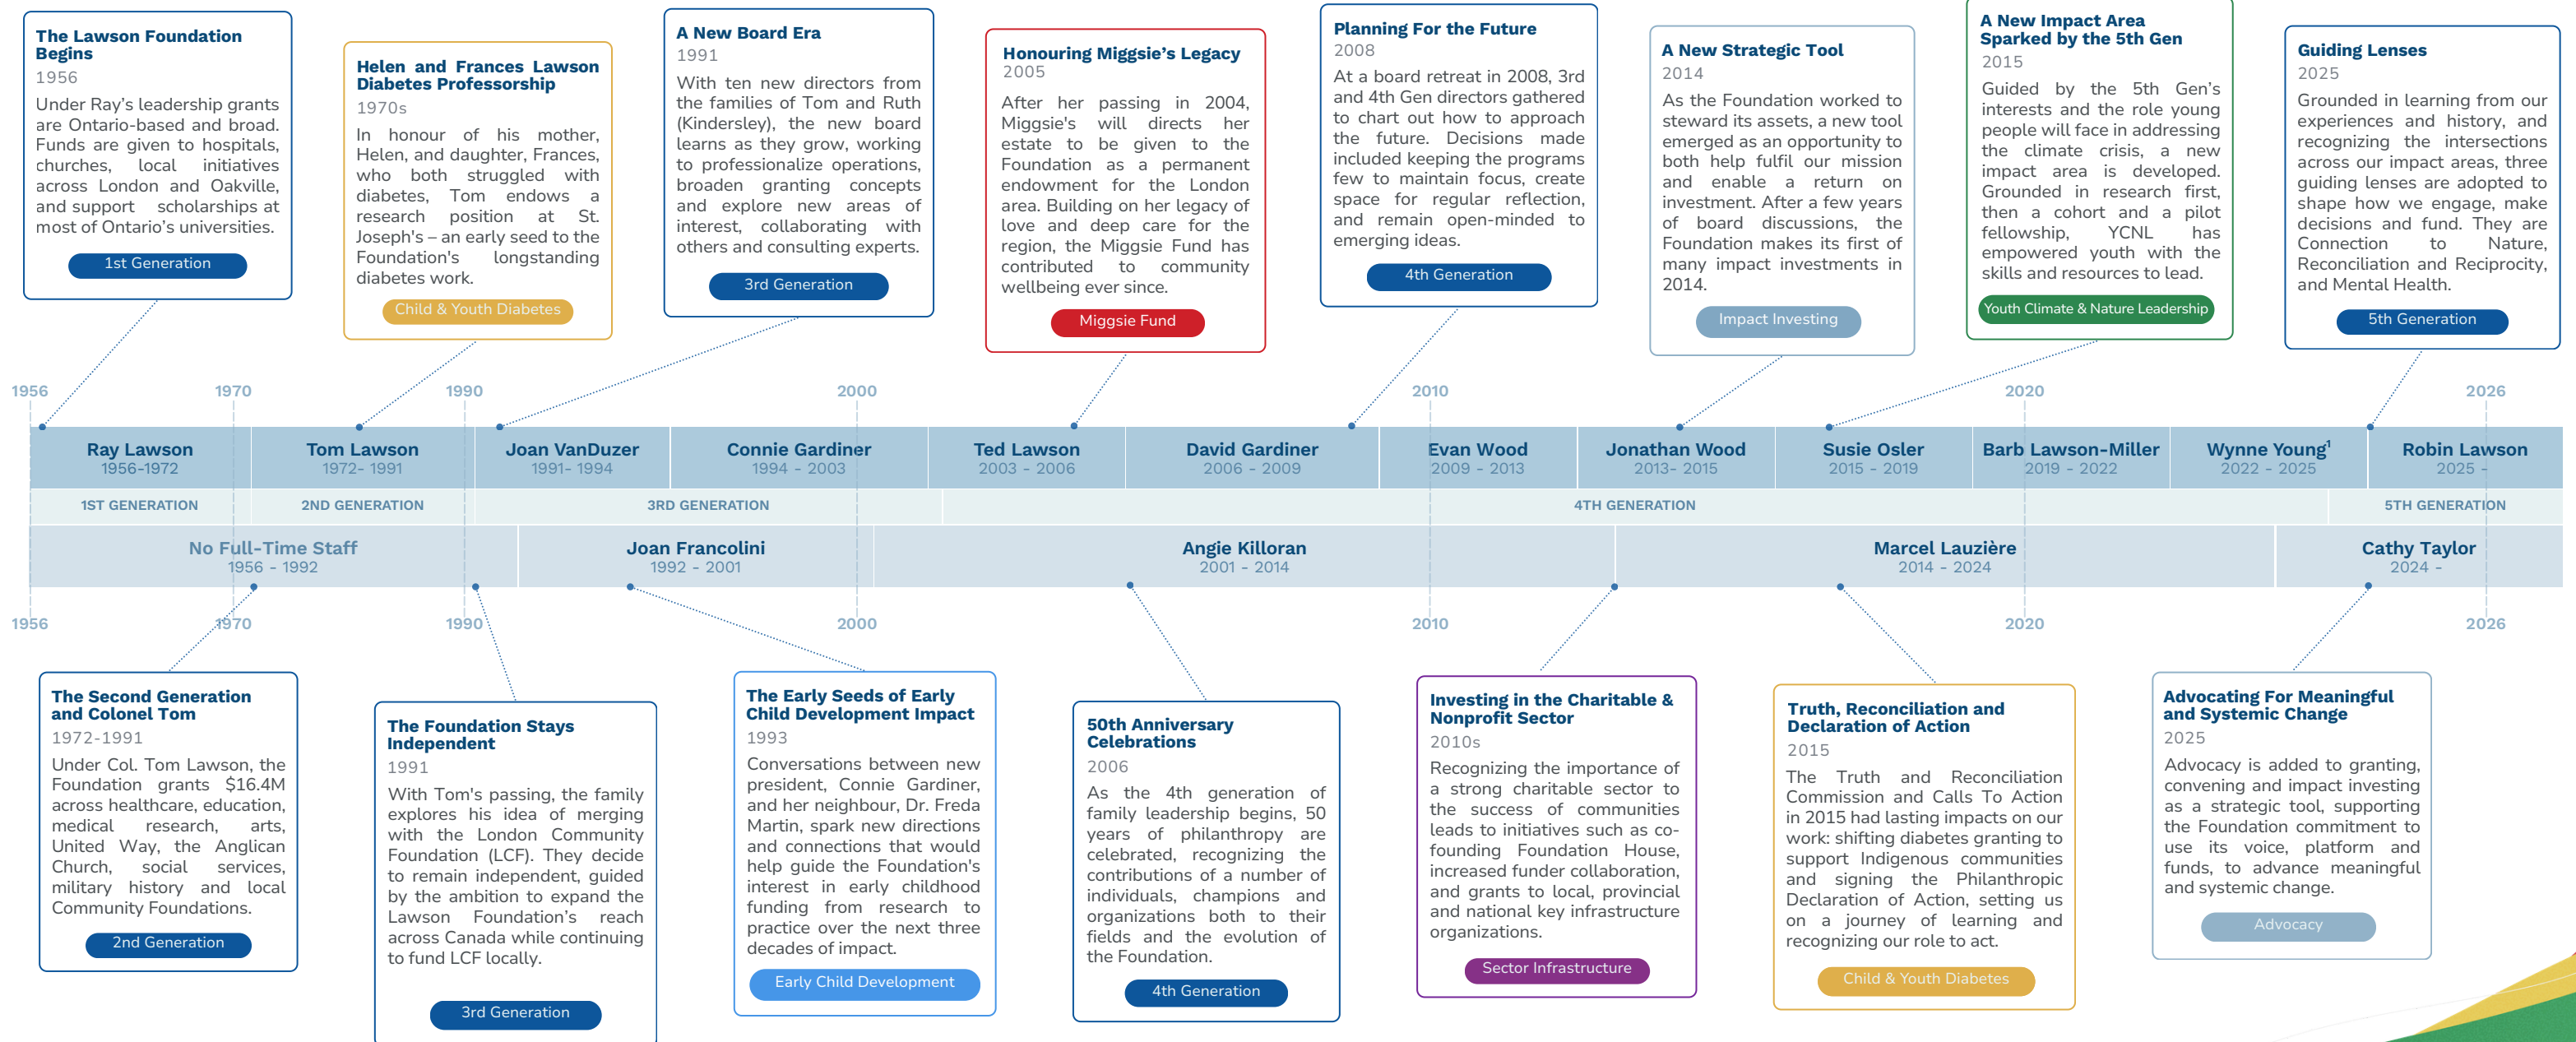 The Lawson Foundation
Begins
1956
Under Ray's leadership grants
are Ontario-based and broad.
Funds are given to hospitals,
churches, local initiatives
across London and Oakville,
and support scholarships at
most of Ontario's universities.
1st Generation
Helen and Frances Lawson
Diabetes Professorship
1970s
In honour of his mother,
Helen, and daughter, Frances,
who both struggled with
diabetes, Tom endows a
research position at St.
Joseph's – an early seed to the
Foundation's longstanding
diabetes work.
Child & Youth Diabetes
A New Board Era
1991
With ten new directors from
the families of Tom and Ruth
(Kindersley), the new board
learns as they grow, working
to professionalize operations,
broaden granting concepts
and explore new areas of
interest, collaborating with
others and consulting experts.
3rd Generation
Honouring Miggsie's Legacy
2005
After her passing in 2004,
Miggsie's will directs her
estate to be given to the
Foundation as a permanent
endowment for the London
area. Building on her legacy of
love and deep care for the
region, the Miggsie Fund has
contributed to community
wellbeing ever since.
Miggsie Fund
Planning For the Future
2008
At a board retreat in 2008, 3rd
and 4th Gen directors gathered
to chart out how to approach
the future. Decisions made
included keeping the programs
few to maintain focus, create
space for regular reflection,
and remain open-minded to
emerging ideas.
4th Generation
A New Strategic Tool
2014
As the Foundation worked to
steward its assets, a new tool
emerged as an opportunity to
both help fulfil our mission
and enable a return on
investment. After a few years
of board discussions, the
Foundation makes its first of
many impact investments in
2014.
Impact Investing
A New Impact Area
Sparked by the 5th Gen
2015
Guided by the 5th Gen's
interests and the role young
people will face in addressing
the climate crisis, a new
impact area is developed.
Grounded in research first,
then a cohort and a pilot
fellowship, YCNL has
empowered youth with the
skills and resources to lead.
Youth Climate & Nature Leadership
Guiding Lenses
2025
Grounded in learning from our
experiences and history, and
recognizing the intersections
across our impact areas, three
guiding lenses are adopted to
shape how we engage, make
decisions and fund. They are
Connection to Nature,
Reconciliation and Reciprocity,
and Mental Health.
5th Generation
1956 1970 1990 2000 2010 2020 2026
Ray Lawson
1956-1972
Tom Lawson
1972- 1991
Joan VanDuzer
1991- 1994
Connie Gardiner
1994 - 2003
Ted Lawson
2003 - 2006
David Gardiner
2006 - 2009
Evan Wood
2009 - 2013
Jonathan Wood
2013- 2015
Susie Osler
2015 - 2019
Barb Lawson-Miller
2019 - 2022
Wynne Young¹
2022 - 2025
Robin Lawson
2025 -
1ST GENERATION 2ND GENERATION 3RD GENERATION 4TH GENERATION 5TH GENERATION
No Full-Time Staff
1956 - 1992
Joan Francolini
1992 - 2001
Angie Killoran
2001 - 2014
Marcel Lauzière
2014 - 2024
Cathy Taylor
2024 -
1956 1970 1990 2000 2010 2020 2026
The Second Generation
and Colonel Tom
1972-1991
Under Col. Tom Lawson, the
Foundation grants $16.4M
across healthcare, education,
medical research, arts,
United Way, the Anglican
Church, social services,
military history and local
Community Foundations.
2nd Generation
The Foundation Stays
Independent
1991
With Tom's passing, the family
explores his idea of merging
with the London Community
Foundation (LCF). They decide
to remain independent, guided
by the ambition to expand the
Lawson Foundation's reach
across Canada while continuing
to fund LCF locally.
3rd Generation
The Early Seeds of Early
Child Development Impact
1993
Conversations between new
president, Connie Gardiner,
and her neighbour, Dr. Freda
Martin, spark new directions
and connections that would
help guide the Foundation's
interest in early childhood
funding from research to
practice over the next three
decades of impact.
Early Child Development
50th Anniversary
Celebrations
2006
As the 4th generation of
family leadership begins, 50
years of philanthropy are
celebrated, recognizing the
contributions of a number of
individuals, champions and
organizations both to their
fields and the evolution of
the Foundation.
4th Generation
Investing in the Charitable &
Nonprofit Sector
2010s
Recognizing the importance of
a strong charitable sector to
the success of communities
leads to initiatives such as co-
founding Foundation House,
increased funder collaboration,
and grants to local, provincial
and national key infrastructure
organizations.
Sector Infrastructure
Truth, Reconciliation and
Declaration of Action
2015
The Truth and Reconciliation
Commission and Calls To Action
in 2015 had lasting impacts on our
work: shifting diabetes granting to
support Indigenous communities
and signing the Philanthropic
Declaration of Action, setting us
on a journey of learning and
recognizing our role to act.
Child & Youth Diabetes
Advocating For Meaningful
and Systemic Change
2025
Advocacy is added to granting,
convening and impact investing
as a strategic tool, supporting
the Foundation commitment to
use its voice, platform and
funds, to advance meaningful
and systemic change.
Advocacy